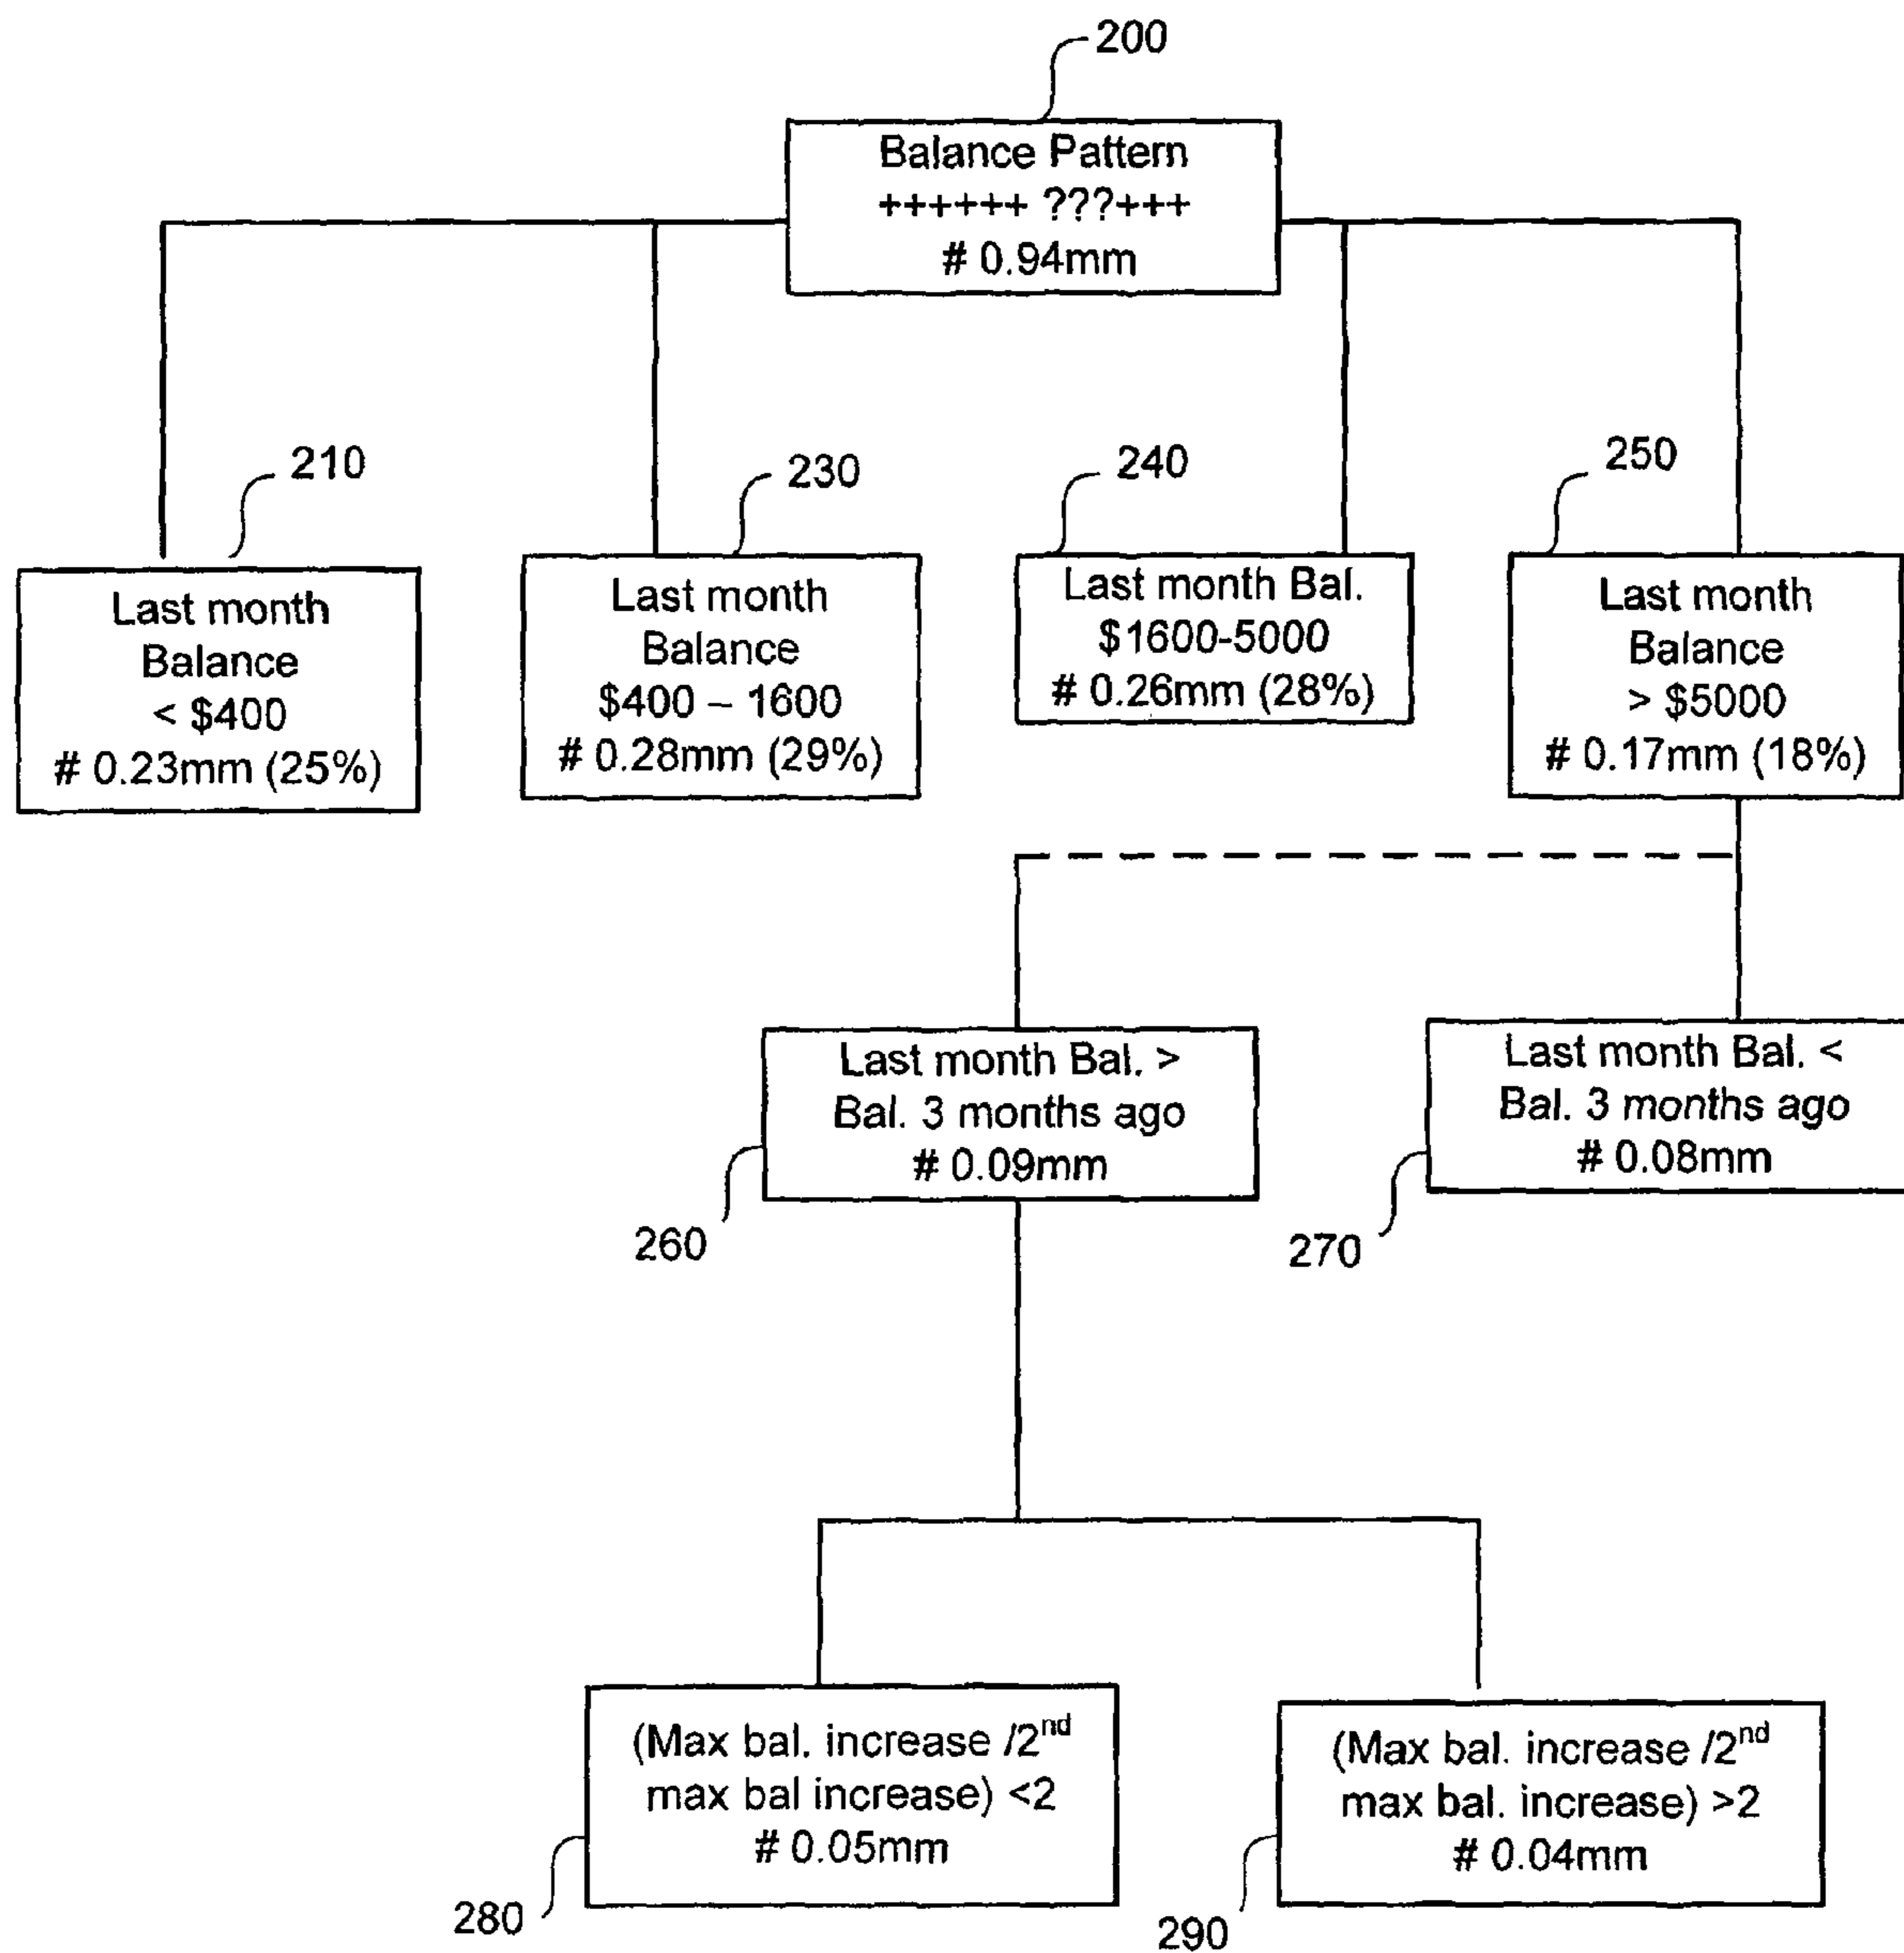 200
Balance Pattern
++++++ ???+++
# 0.94mm
210
230
240
250
Last month
Balance
< $400
# 0.23mm (25%)
Last month
Balance
$400 – 1600
# 0.28mm (29%)
Last month Bal.
$1600-5000
# 0.26mm (28%)
Last month
Balance
> $5000
# 0.17mm (18%)
Last month Bal. >
Bal. 3 months ago
# 0.09mm
260
Last month Bal. <
Bal. 3 months ago
# 0.08mm
270
(Max bal. increase /2nd
max bal increase) <2
# 0.05mm
280
(Max bal. increase /2nd
max bal. increase) >2
# 0.04mm
290